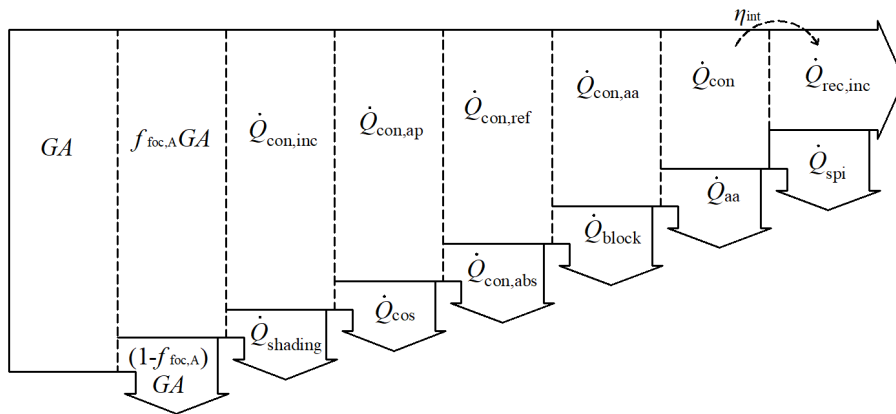 η_int
GA
f_foc,A GA
Q̇_con,inc
Q̇_con,ap
Q̇_con,ref
Q̇_con,aa
Q̇_con
Q̇_rec,inc
(1-f_foc,A)
GA
Q̇_shading
Q̇_cos
Q̇_con,abs
Q̇_block
Q̇_aa
Q̇_spi